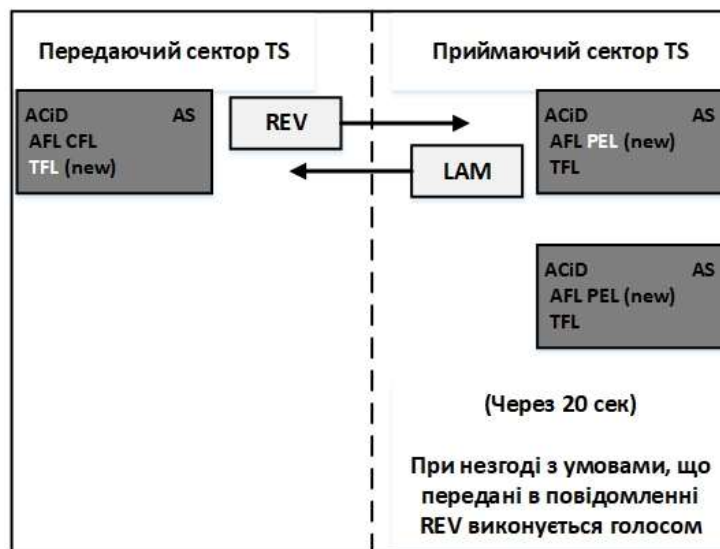 Передаючий сектор TS
Приймаючий сектор TS
ACiD AS
AFL CFL
TFL (new)
REV
LAM
ACiD AS
AFL PEL (new)
TFL
ACiD AS
AFL PEL (new)
TFL
(Через 20 сек)
При незгоді з умовами, що
передані в повідомленні
REV виконується голосом